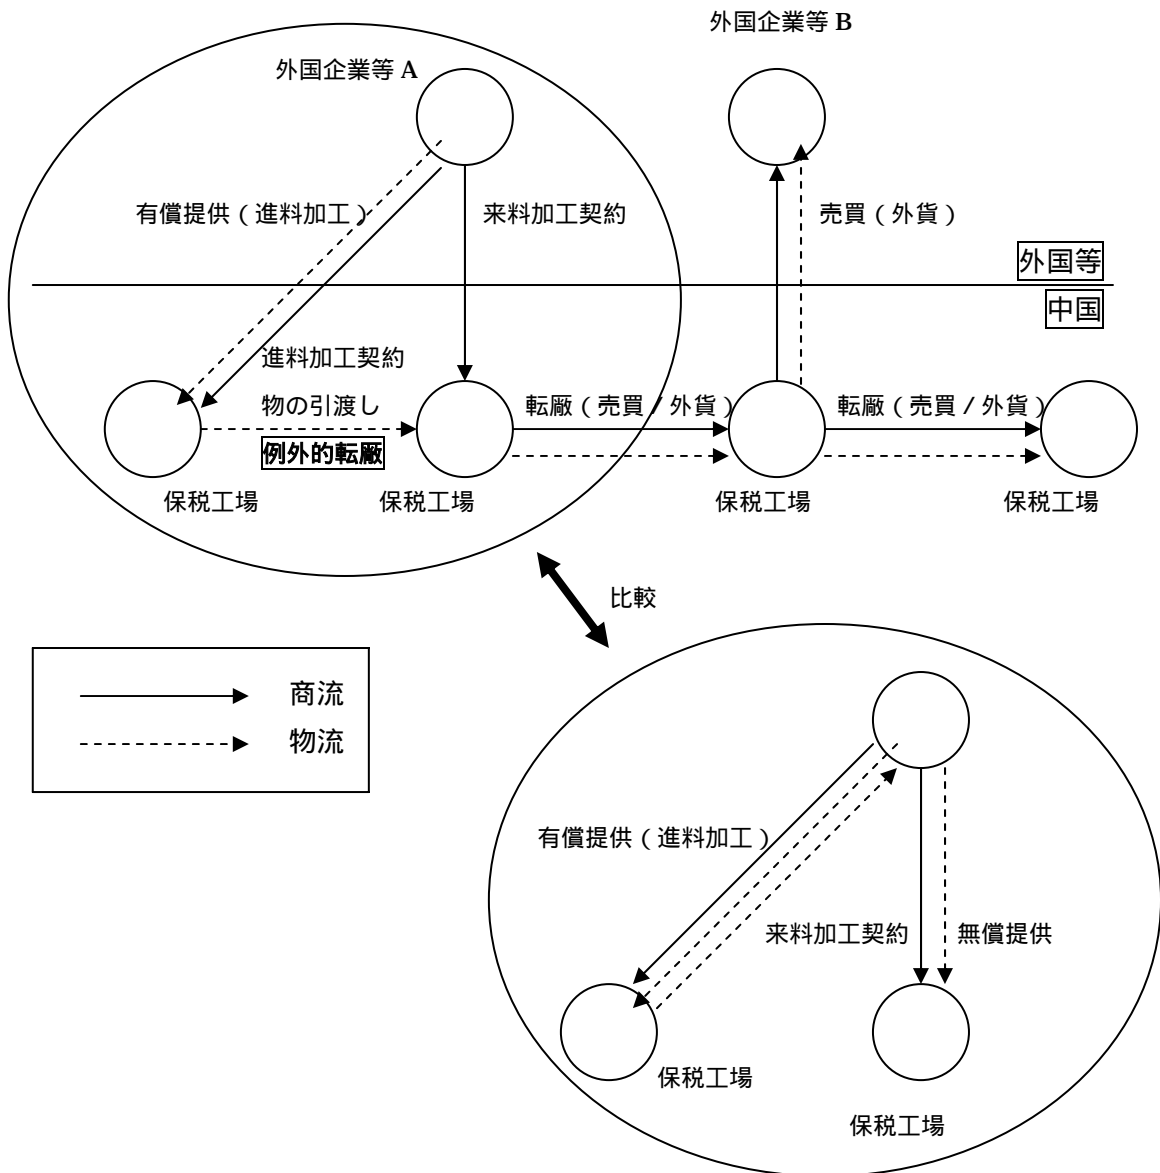 外国企業等 B
外国企業等 A
有償提供（進料加工）
来料加工契約
売買（外貨）
外国等
中国
進料加工契約
物の引渡し
転廠（売買／外貨）
転廠（売買／外貨）
例外的転廠
保税工場
保税工場
保税工場
保税工場
比較
商流
物流
有償提供（進料加工）
来料加工契約
無償提供
保税工場
保税工場